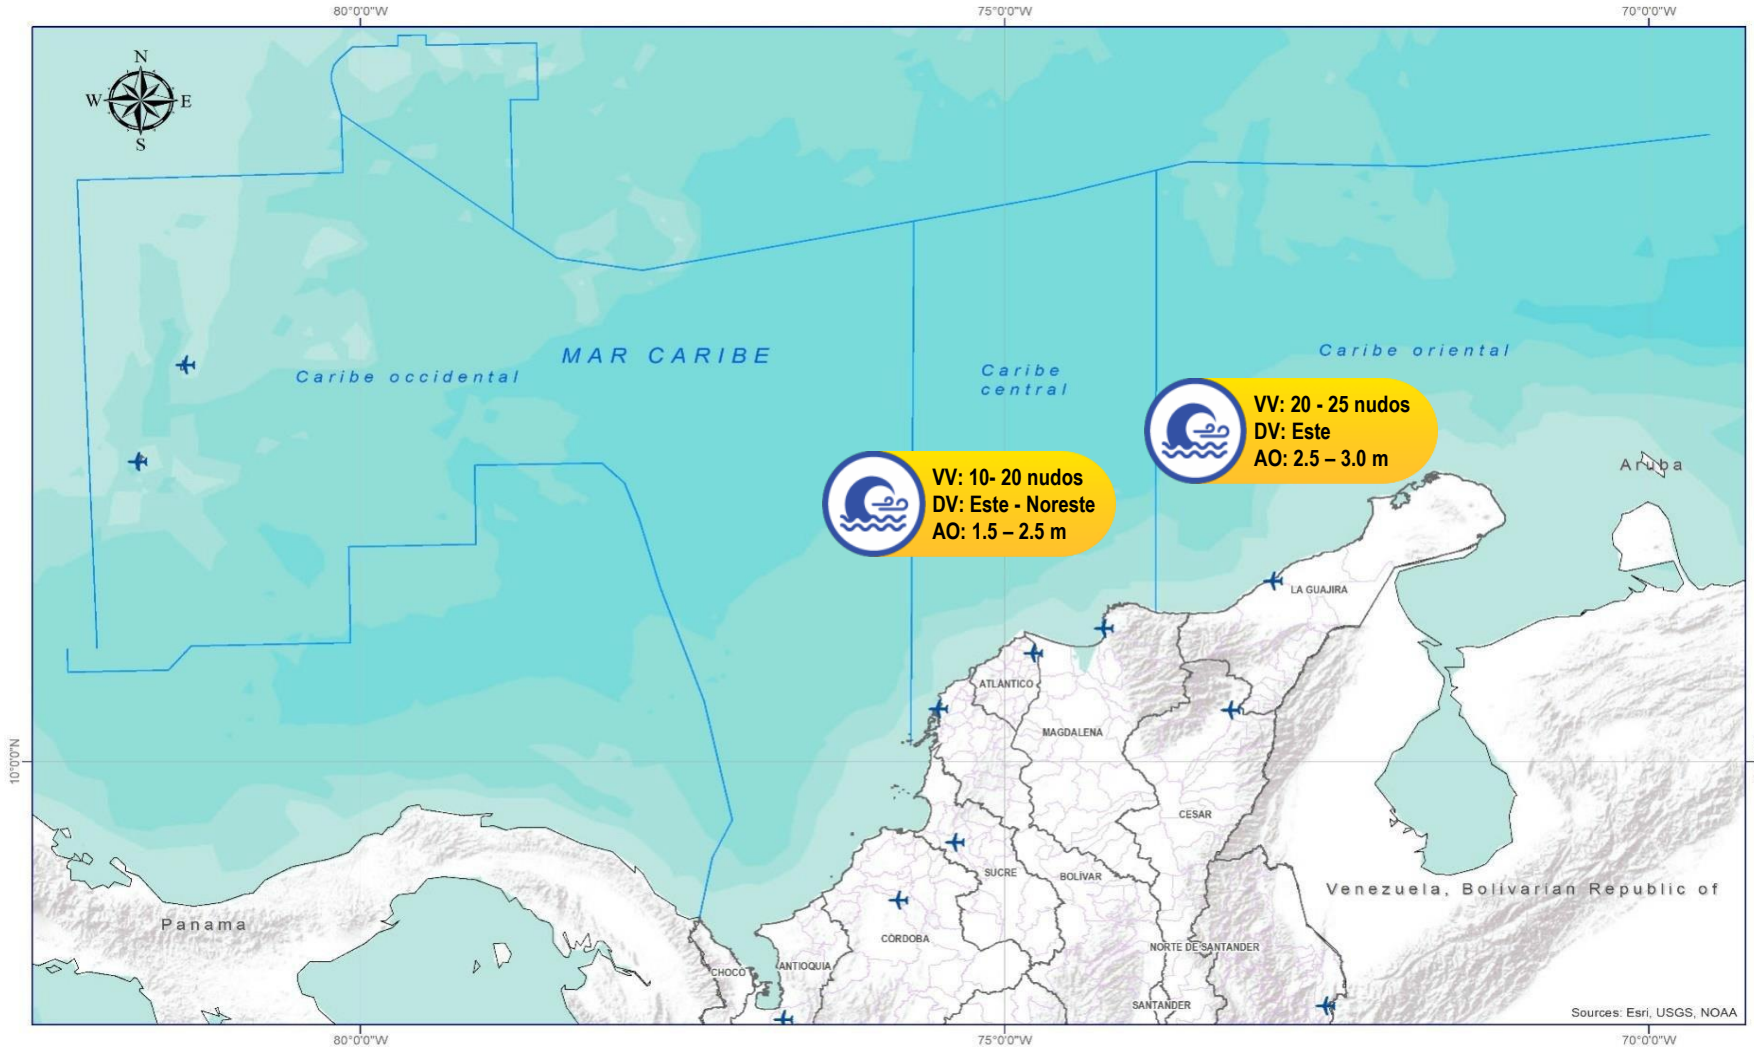 80°0'0"W
75°0'0"W
70°0'0"W
N
W
E
S
MAR CARIBE
Caribe occidental
Caribe
central
Caribe oriental
VV: 20 - 25 nudos
DV: Este
AO: 2.5 – 3.0 m
VV: 10- 20 nudos
DV: Este - Noreste
AO: 1.5 – 2.5 m
Aruba
LA GUAJIRA
ATLÁNTICO
MAGDALENA
10°0'0"N
CESAR
SUCRE
BOLÍVAR
Venezuela, Bolivarian Republic of
Panama
CÓRDOBA
NORTE DE SANTANDER
CHOCÓ
ANTIOQUIA
SANTANDER
Sources: Esri, USGS, NOAA
80°0'0"W
75°0'0"W
70°0'0"W